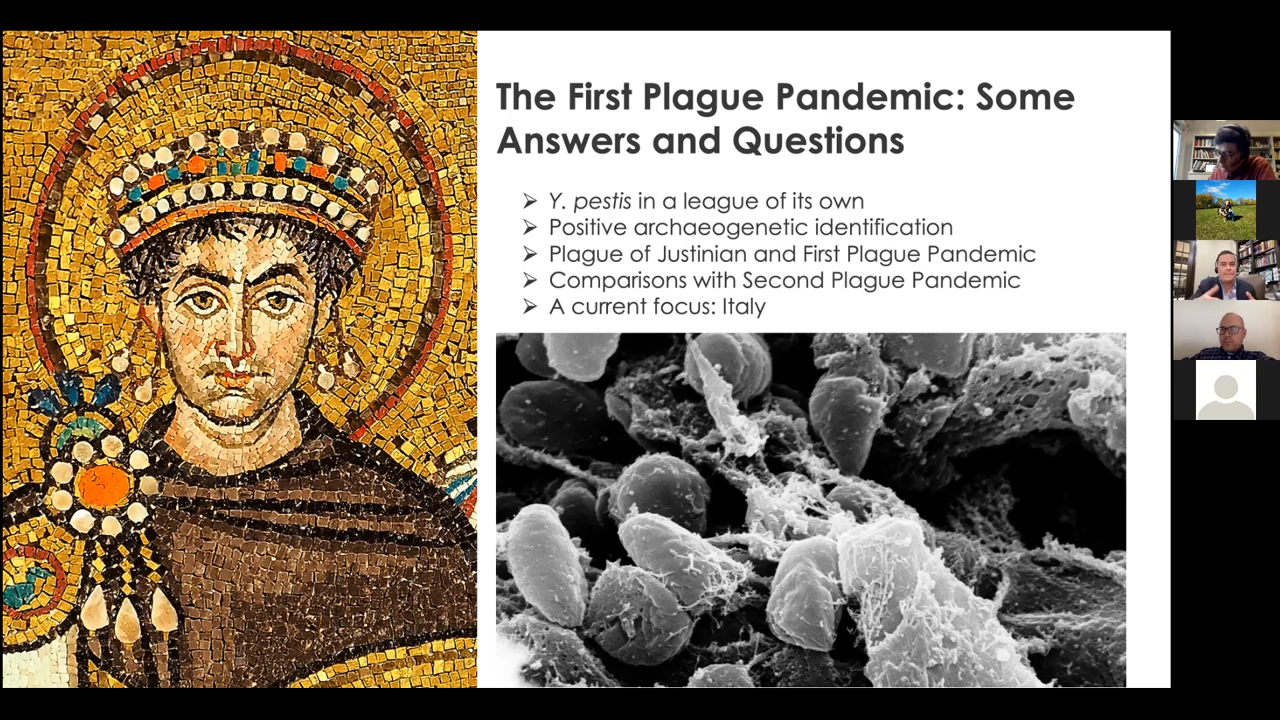 The First Plague Pandemic: Some
Answers and Questions
➢ Y. pestis in a league of its own
➢ Positive archaeogenetic identification
➢ Plague of Justinian and First Plague Pandemic
➢ Comparisons with Second Plague Pandemic
➢ A current focus: Italy